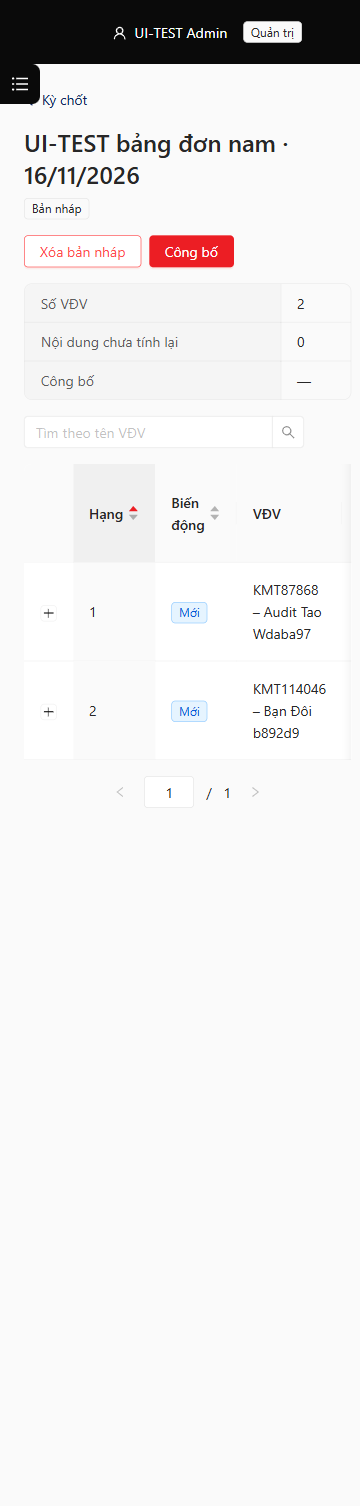 UI-TEST Admin Quản trị
Kỳ chốt
UI-TEST bảng đơn nam ·
16/11/2026
Bản nháp
Xóa bản nháp Công bố
Số VĐV 2
Nội dung chưa tính lại 0
Công bố —
Tìm theo tên VĐV
Hạng Biến động VĐV
1 Mới KMT87868
– Audit Tao
Wdaba97
2 Mới KMT114046
– Bạn Đôi
b892d9
1 / 1